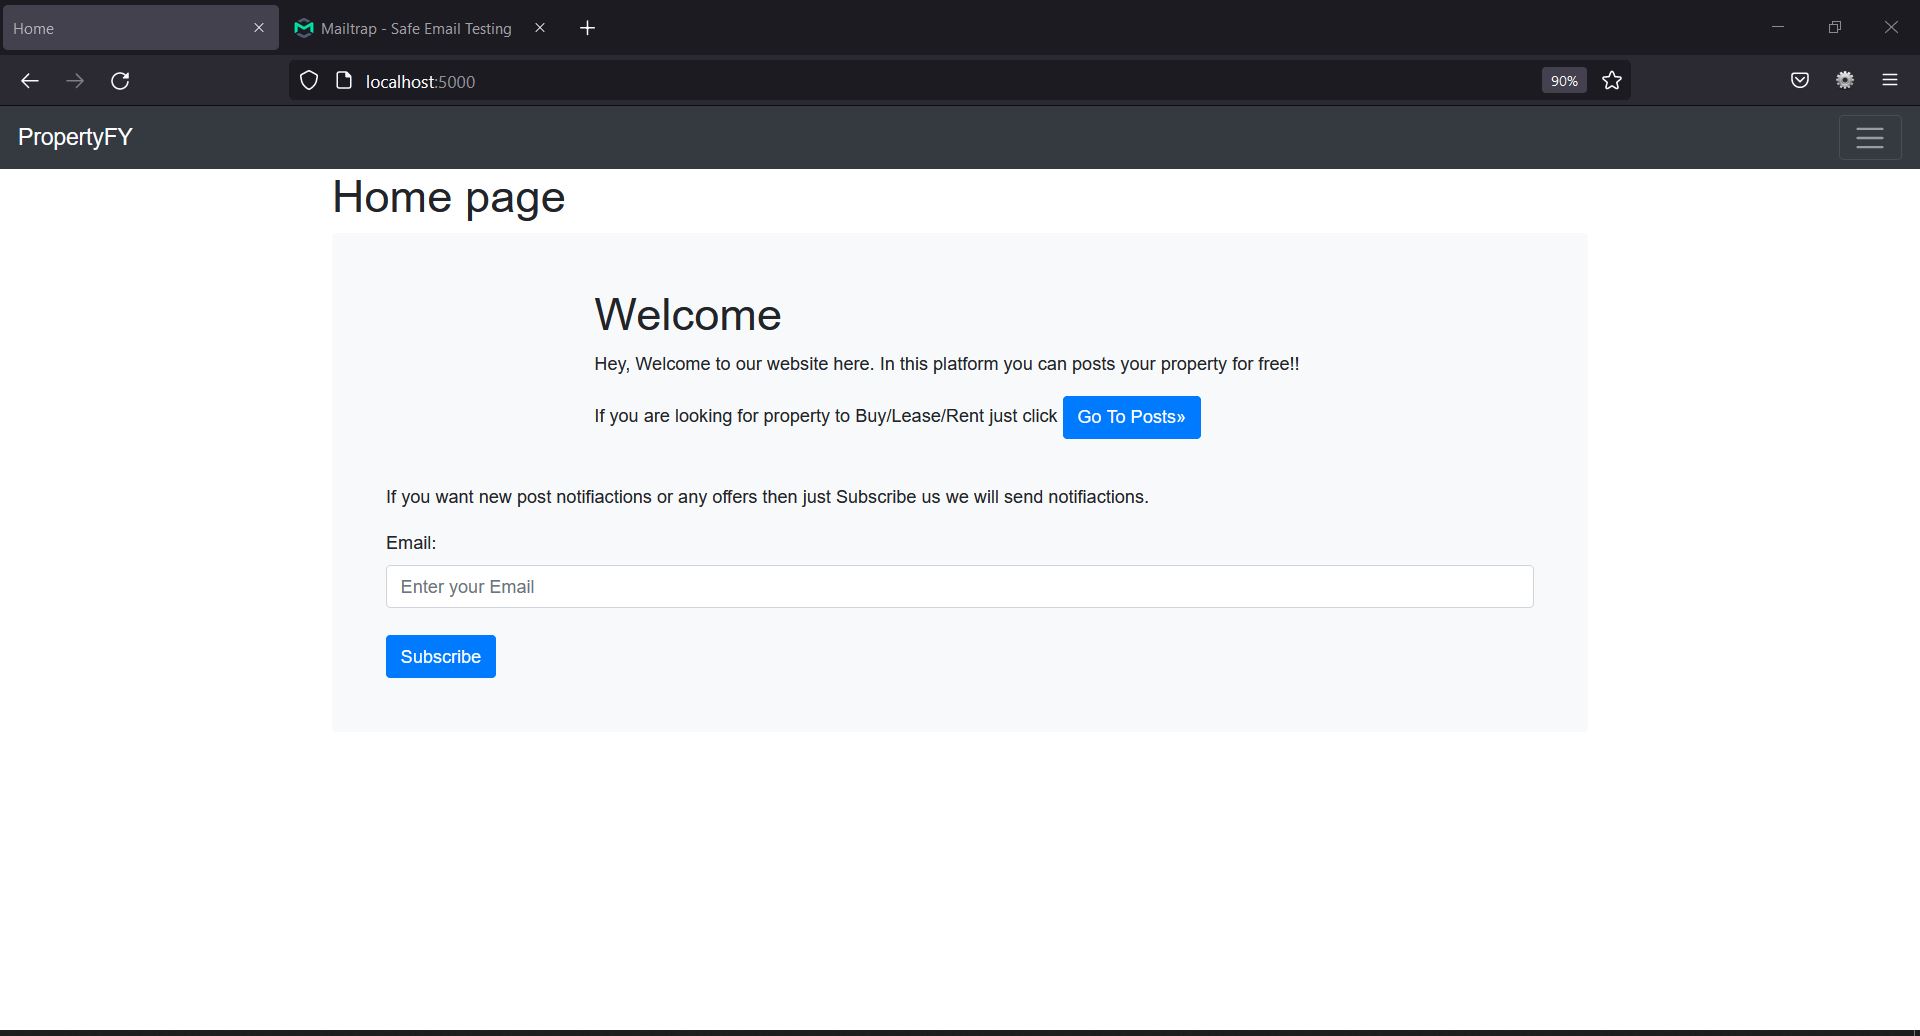 Home
Mailtrap - Safe Email Testing
localhost:5000
90%
PropertyFY
Home page
Welcome
Hey, Welcome to our website here. In this platform you can posts your property for free!!
If you are looking for property to Buy/Lease/Rent just click Go To Posts»
If you want new post notifiactions or any offers then just Subscribe us we will send notifiactions.
Email:
Enter your Email
Subscribe